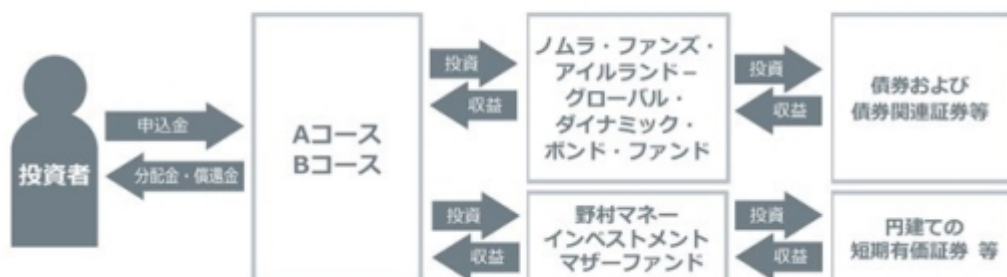 投資者
申込金
分配金・償還金
Aコース
Bコース
投資
収益
ノムラ・ファンズ・
アイルランド－
グローバル・
ダイナミック・
ボンド・ファンド
投資
収益
債券および
債券関連証券等
投資
収益
野村マネー
インベストメント
マザーファンド
投資
収益
円建ての
短期有価証券 等